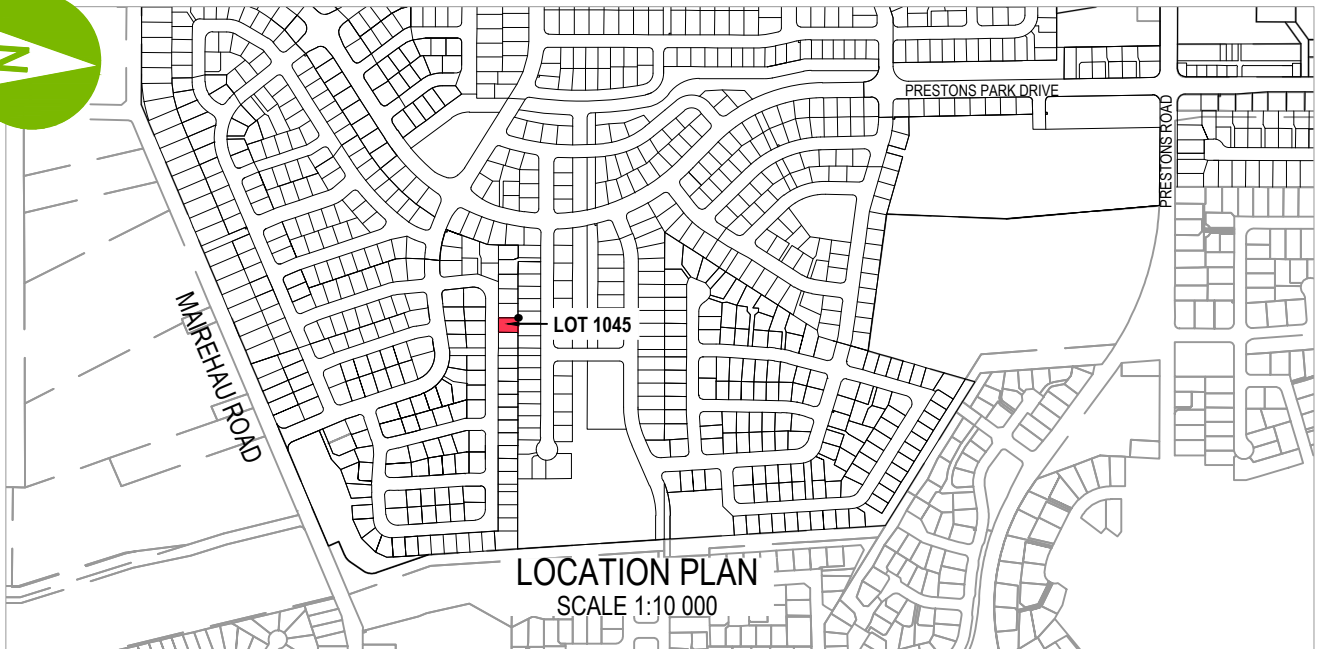 N
PRESTONS PARK DRIVE
PRESTONS ROAD
MAIREHAU ROAD
LOT 1045
LOCATION PLAN
SCALE 1:10 000